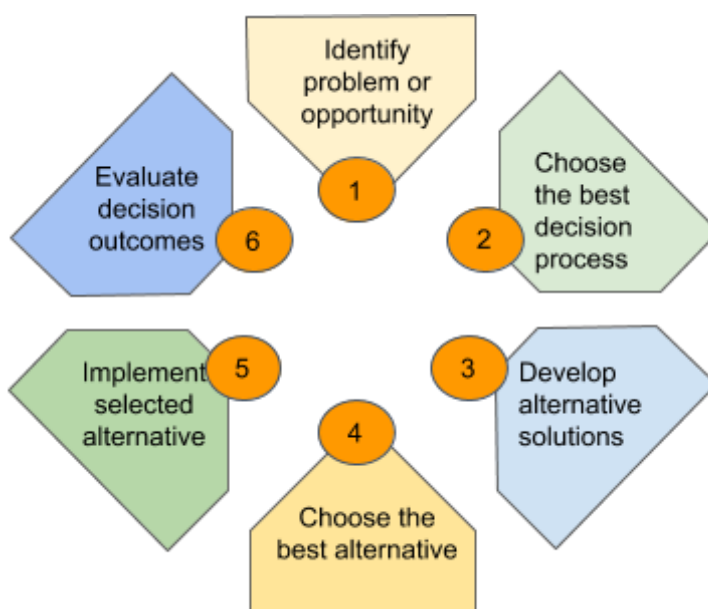 Identify
problem or
opportunity
1
Choose
the best
decision
process
2
Develop
alternative
solutions
3
Choose the
best alternative
4
Implement
selected
alternative
5
Evaluate
decision
outcomes
6